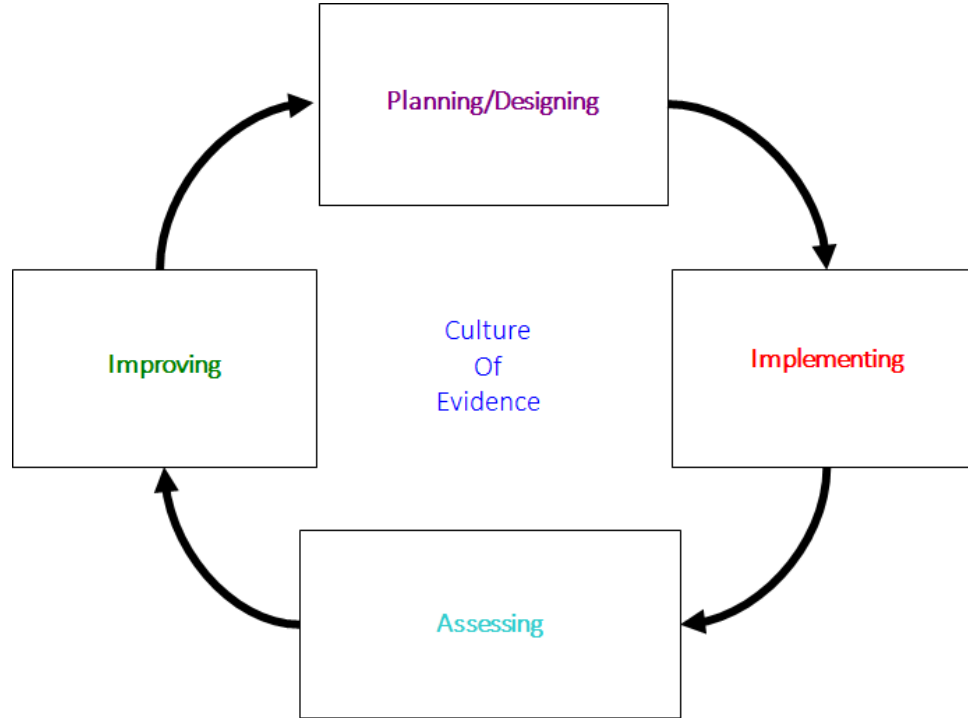 Planning/Designing
Improving
Culture
Of
Evidence
Implementing
Assessing